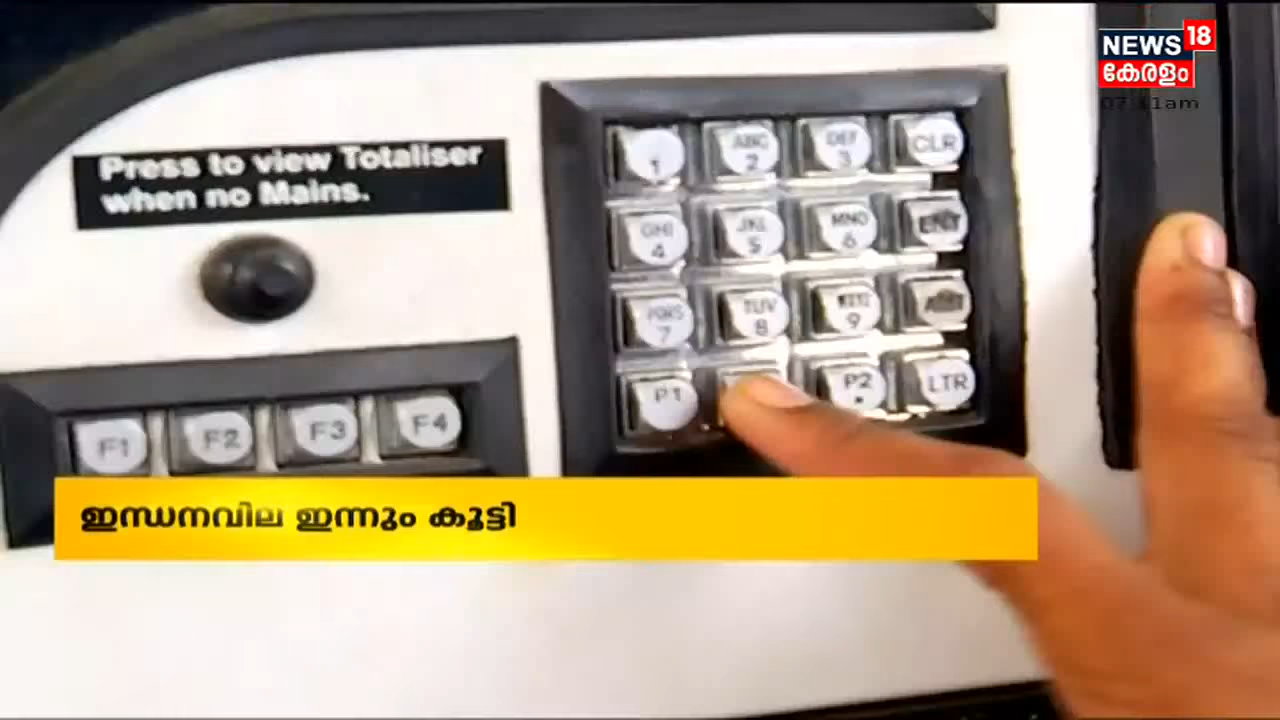 NEWS 18
കേരളം
Press to view Totaliser
when no Mains.
1 ABC 2 DEF 3 CLR
GHI 4 JKL 5 MNO 6 ENT
PQRS 7 TUV 8 9
P1 P2 LTR
F1 F2 F3 F4
ഇന്ധനവില ഇന്നും കൂട്ടി